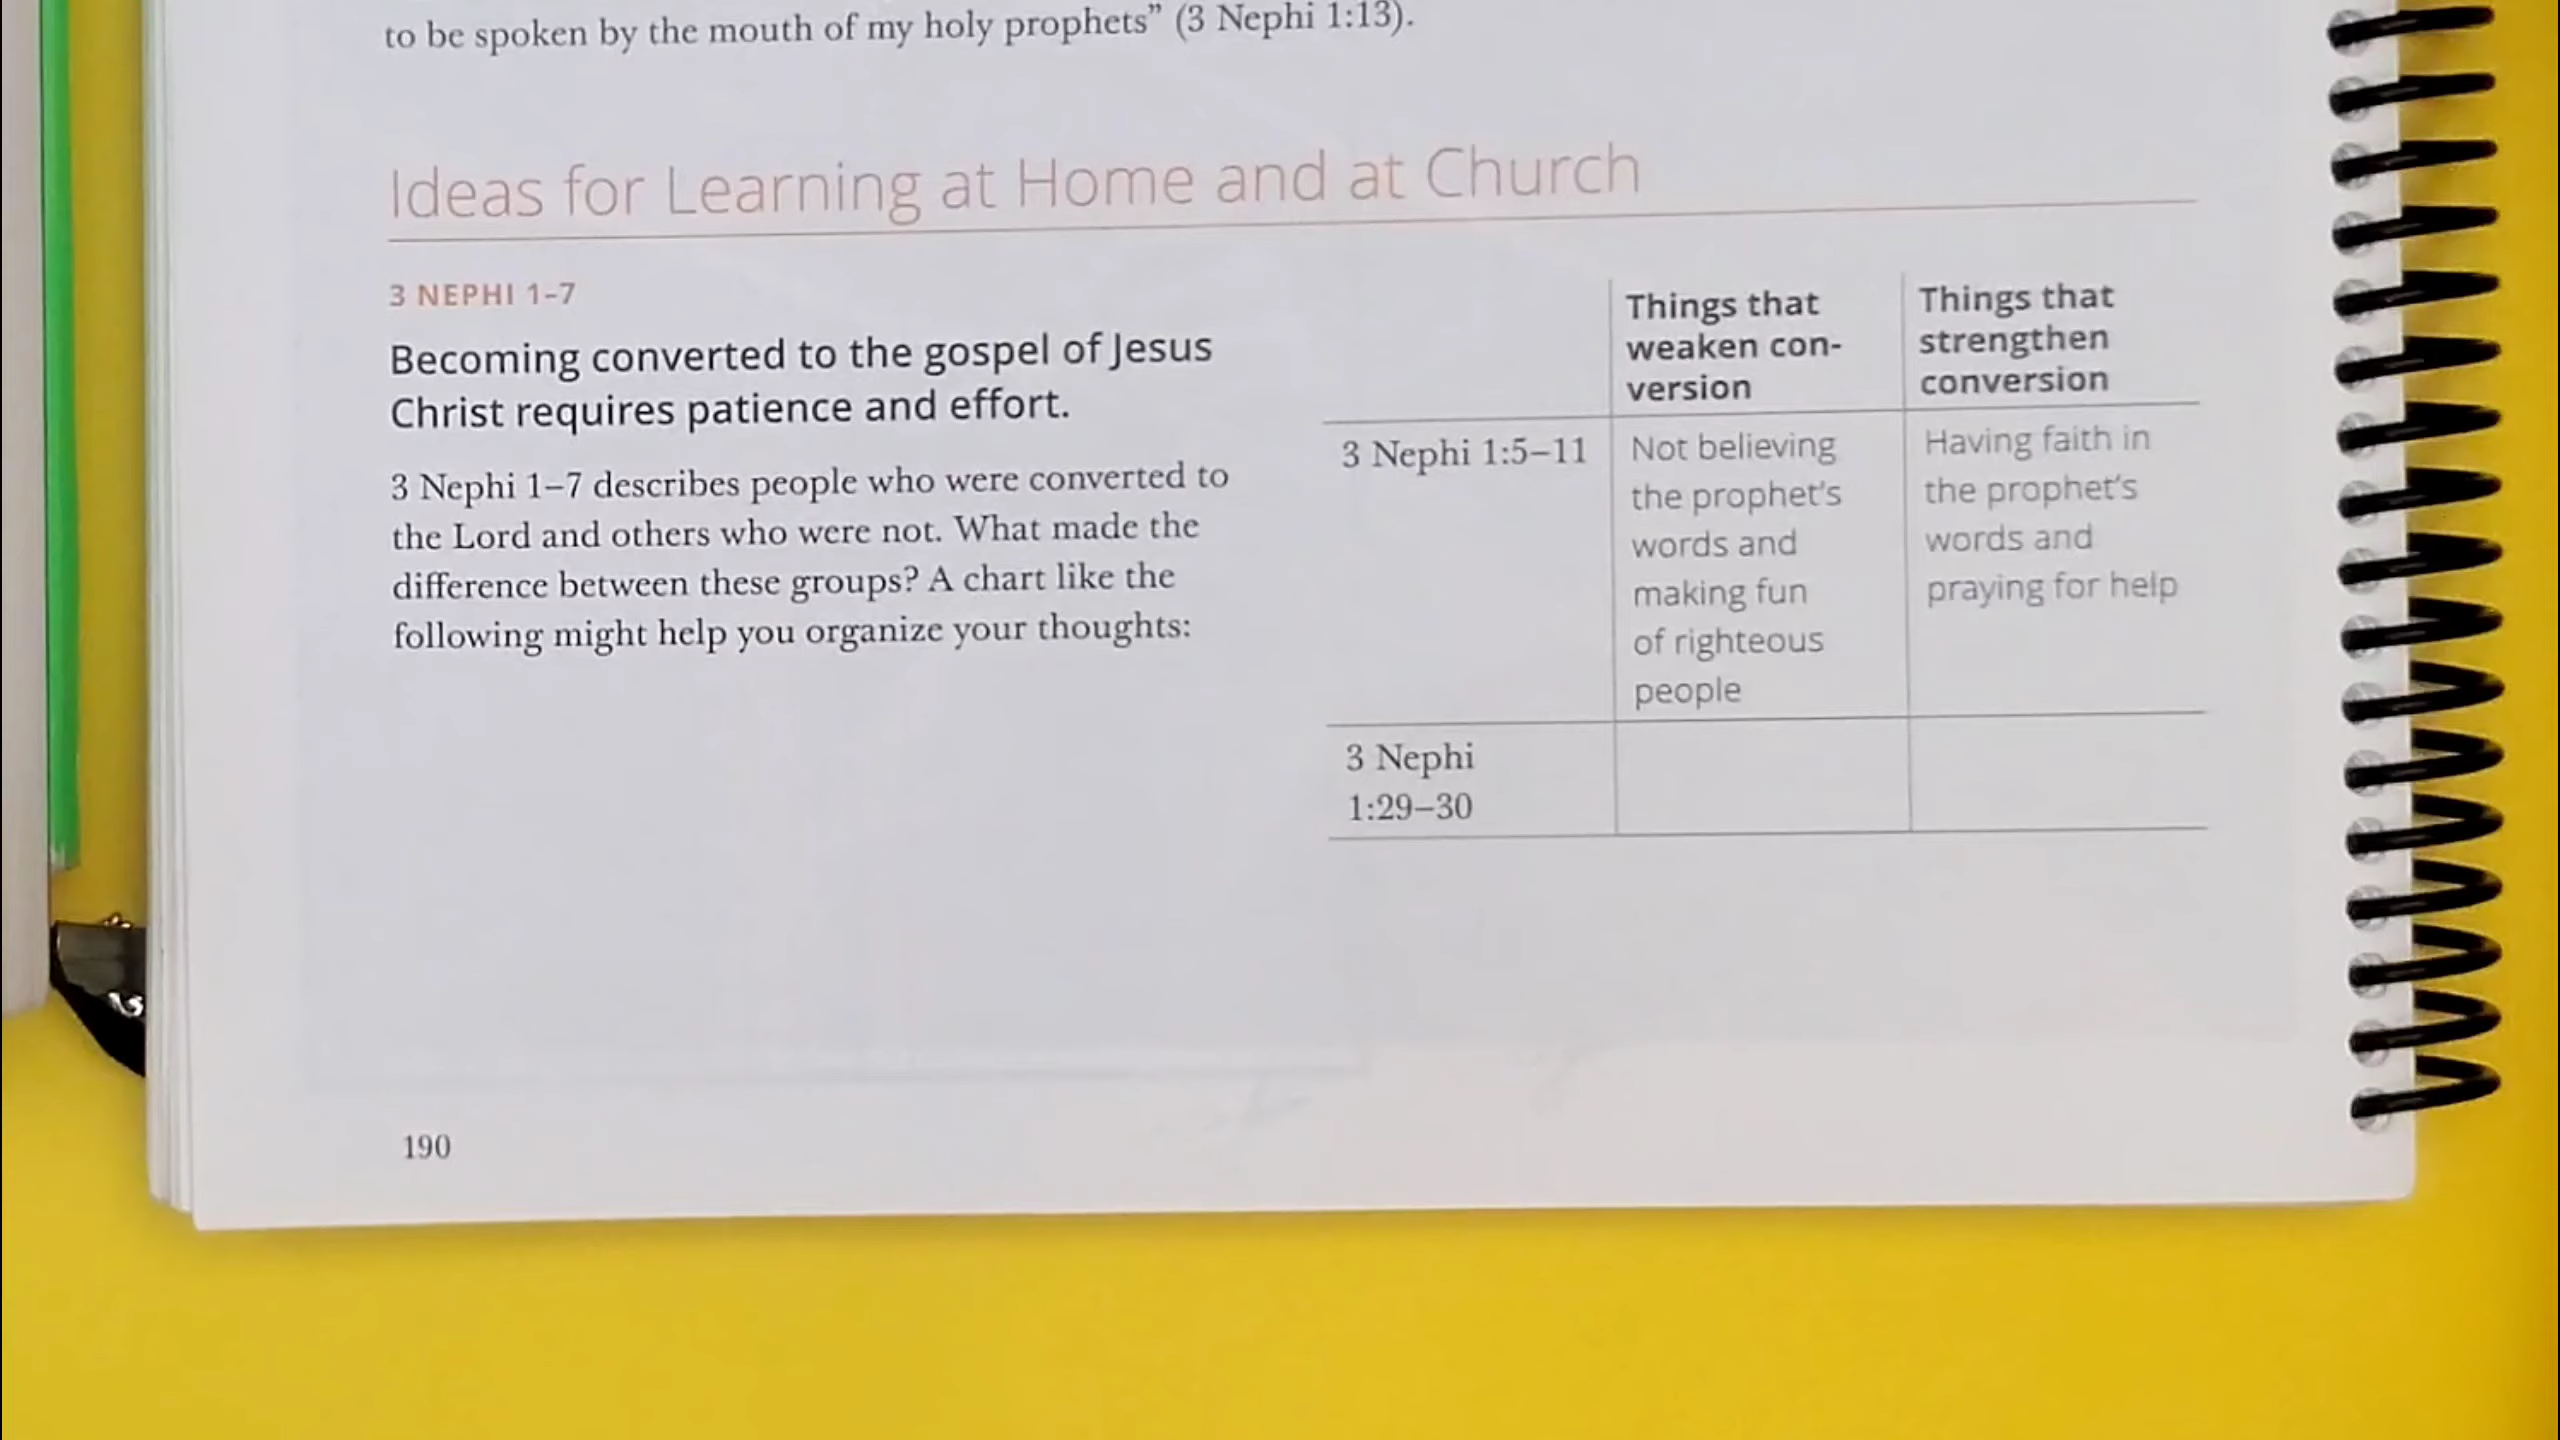 to be spoken by the mouth of my holy prophets” (3 Nephi 1:13).
Ideas for Learning at Home and at Church
3 NEPHI 1–7
Becoming converted to the gospel of Jesus
Christ requires patience and effort.
3 Nephi 1–7 describes people who were converted to
the Lord and others who were not. What made the
difference between these groups? A chart like the
following might help you organize your thoughts:
Things that
weaken con-
version
Things that
strengthen
conversion
3 Nephi 1:5–11
Not believing
the prophet’s
words and
making fun
of righteous
people
Having faith in
the prophet’s
words and
praying for help
3 Nephi
1:29–30
190